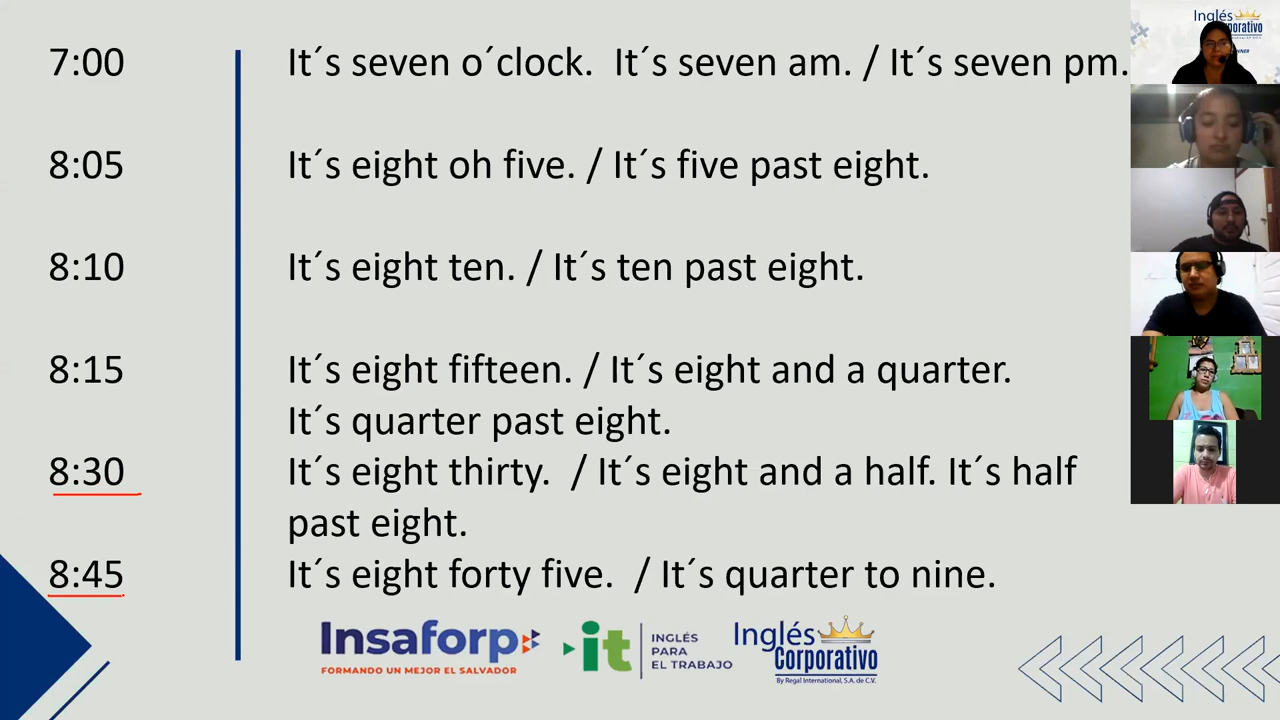 7:00 It´s seven o´clock. It´s seven am. / It´s seven pm.
8:05 It´s eight oh five. / It´s five past eight.
8:10 It´s eight ten. / It´s ten past eight.
8:15 It´s eight fifteen. / It´s eight and a quarter.
It´s quarter past eight.
8:30 It´s eight thirty. / It´s eight and a half. It´s half
past eight.
8:45 It´s eight forty five. / It´s quarter to nine.
Insaforp
FORMANDO UN MEJOR EL SALVADOR
it
INGLÉS
PARA
EL TRABAJO
Inglés
Corporativo
By Regal International, S.A. de C.V.
Inglés